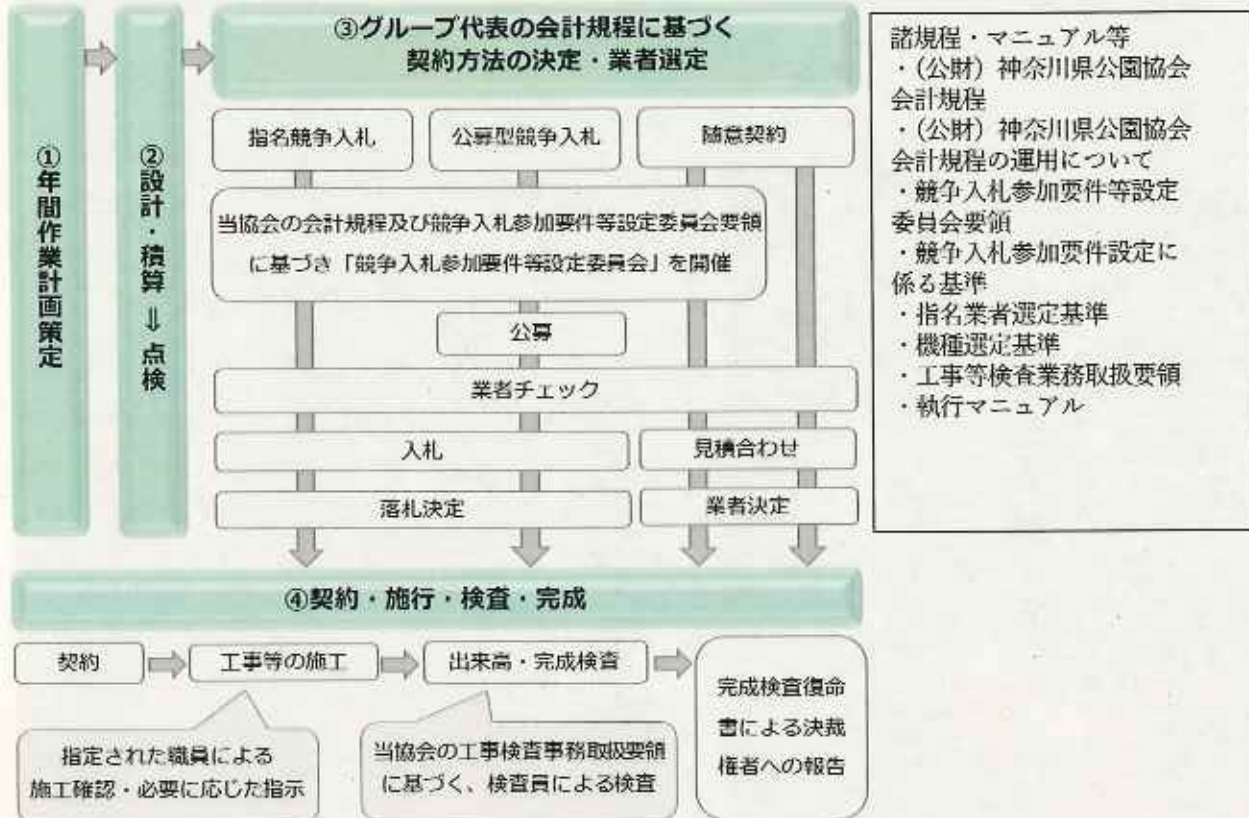 ①年間作業計画策定
②設計・積算⇒点検
③グループ代表の会計規程に基づく
契約方法の決定・業者選定
指名競争入札
公募型競争入札
随意契約
当協会の会計規程及び競争入札参加要件等設定委員会要領
に基づき「競争入札参加要件等設定委員会」を開催
公募
業者チェック
入札
見積合わせ
落札決定
業者決定
④契約・施行・検査・完成
契約
工事等の施工
出来高・完成検査
完成検査復命
書による決裁
権者への報告
指定された職員による
施工確認・必要に応じた指示
当協会の工事検査事務取扱要領
に基づく、検査員による検査
諸規程・マニュアル等
・(公財)神奈川県公園協会
会計規程
・(公財)神奈川県公園協会
会計規程の運用について
・競争入札参加要件等設定
委員会要領
・競争入札参加要件設定に
係る基準
・指名業者選定基準
・機種選定基準
・工事等検査業務取扱要領
・執行マニュアル